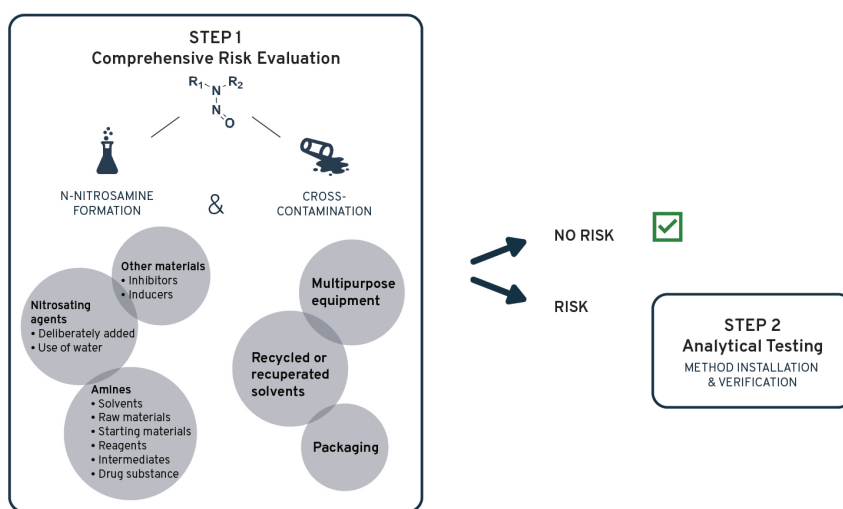 STEP 1
Comprehensive Risk Evaluation
R1 N R2
N
O
N-NITROSAMINE
FORMATION
&
CROSS-
CONTAMINATION
Other materials
• Inhibitors
• Inducers
Nitrosating
agents
• Deliberately added
• Use of water
Amines
• Solvents
• Raw materials
• Starting materials
• Reagents
• Intermediates
• Drug substance
Multipurpose
equipment
Recycled or
recuperated
solvents
Packaging
NO RISK
RISK
STEP 2
Analytical Testing
METHOD INSTALLATION
& VERIFICATION